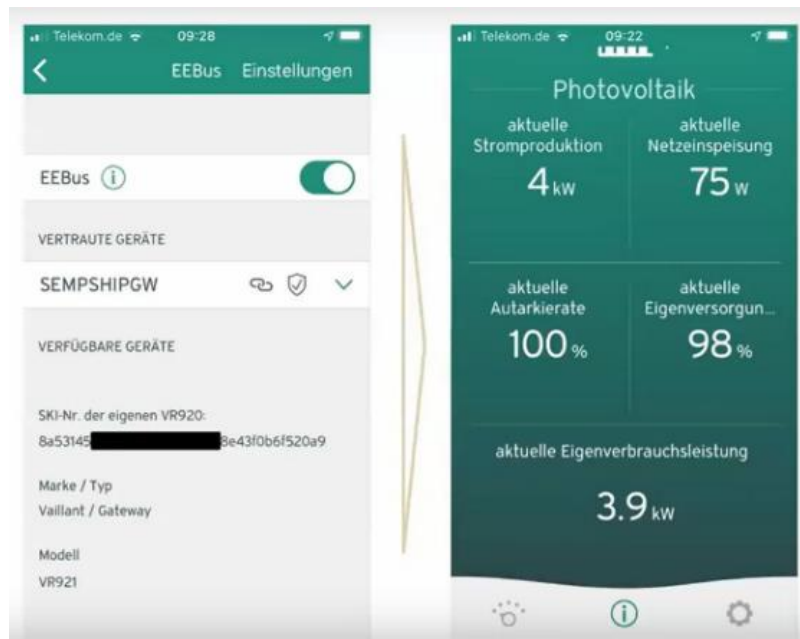 Telekom.de 09:28
EEBus Einstellungen
EEBus i
VERTRAUTE GERÄTE
SEMPSHIPGW
VERFÜGBARE GERÄTE
SKI-Nr. der eigenen VR920:
8a53145 8e43f0b6f520a9
Marke / Typ
Vaillant / Gateway
Modell
VR921
Telekom.de 09:22
Photovoltaik
aktuelle
Stromproduktion
4 kW
aktuelle
Netzeinspeisung
75 W
aktuelle
Autarkierate
100 %
aktuelle
Eigenversorgun...
98 %
aktuelle Eigenverbrauchsleistung
3.9 kW
i